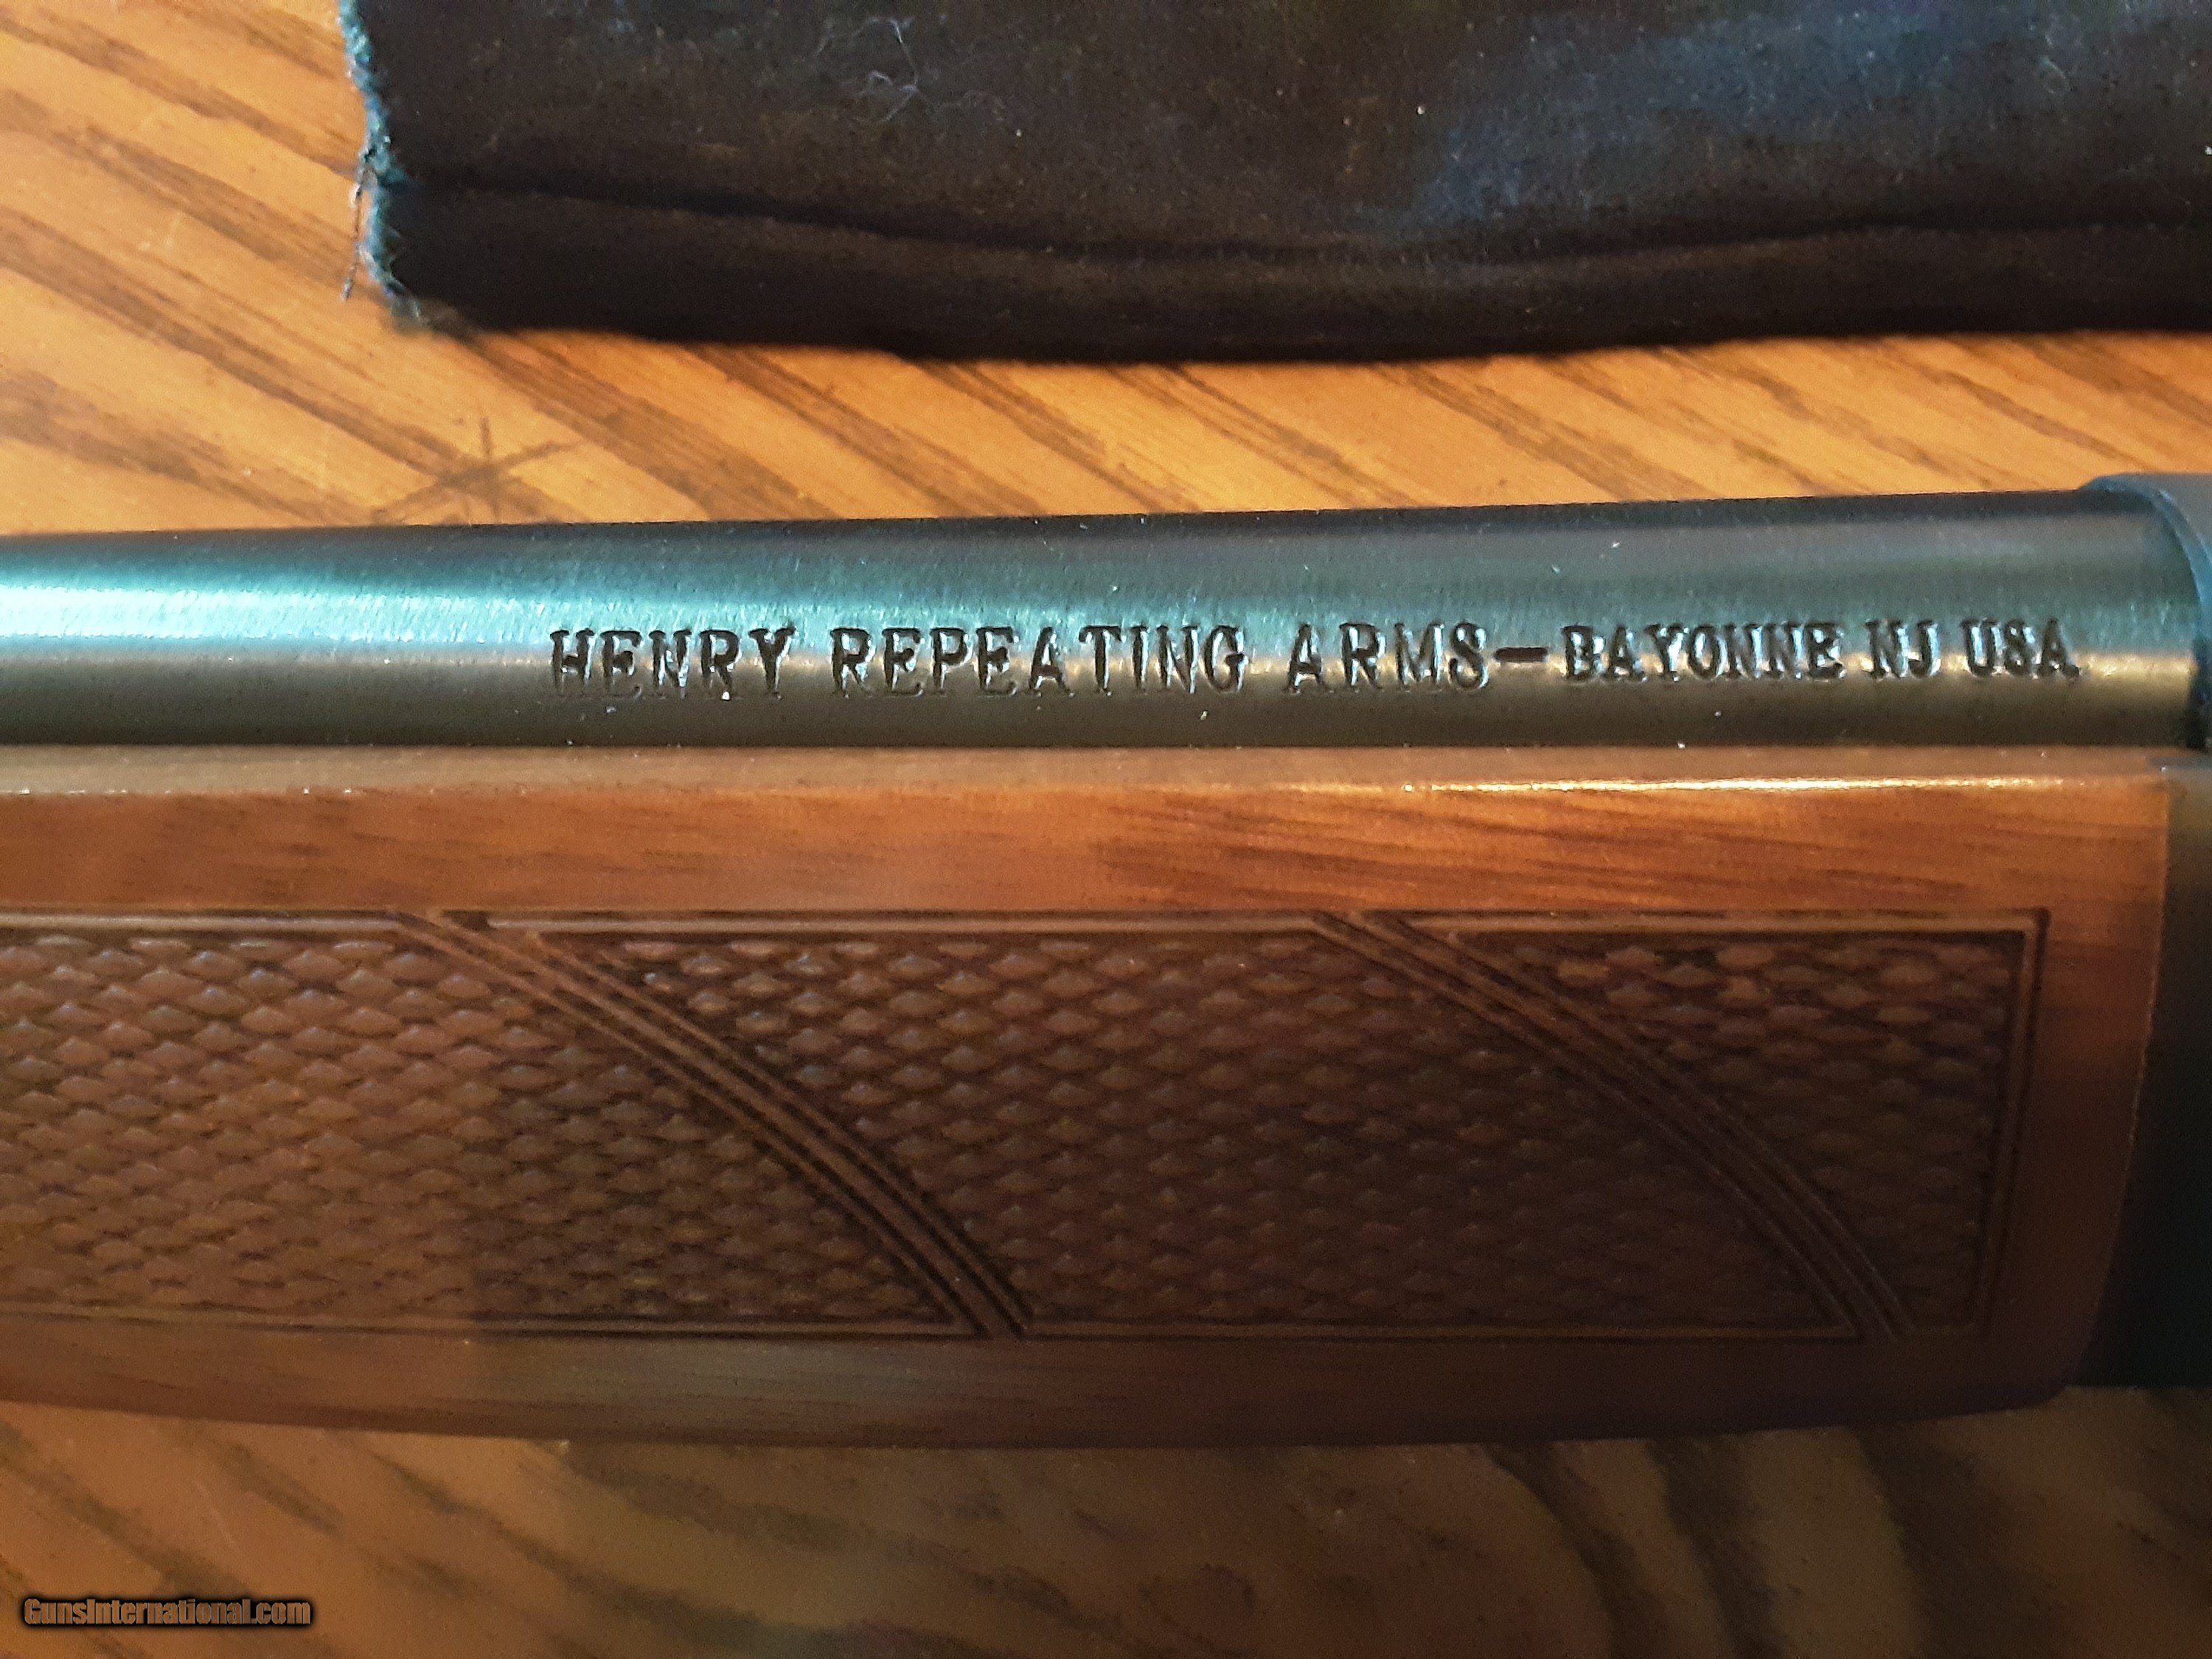 HENRY REPEATING ARMS-BAYONNE NJ USA
GunsInternational.com